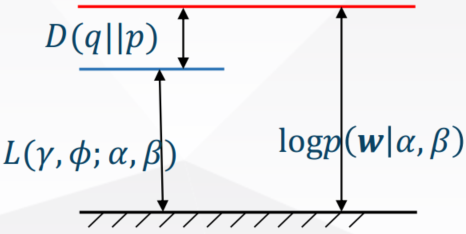 D(q||p)
L(γ, ϕ; α, β)
logp(w|α, β)